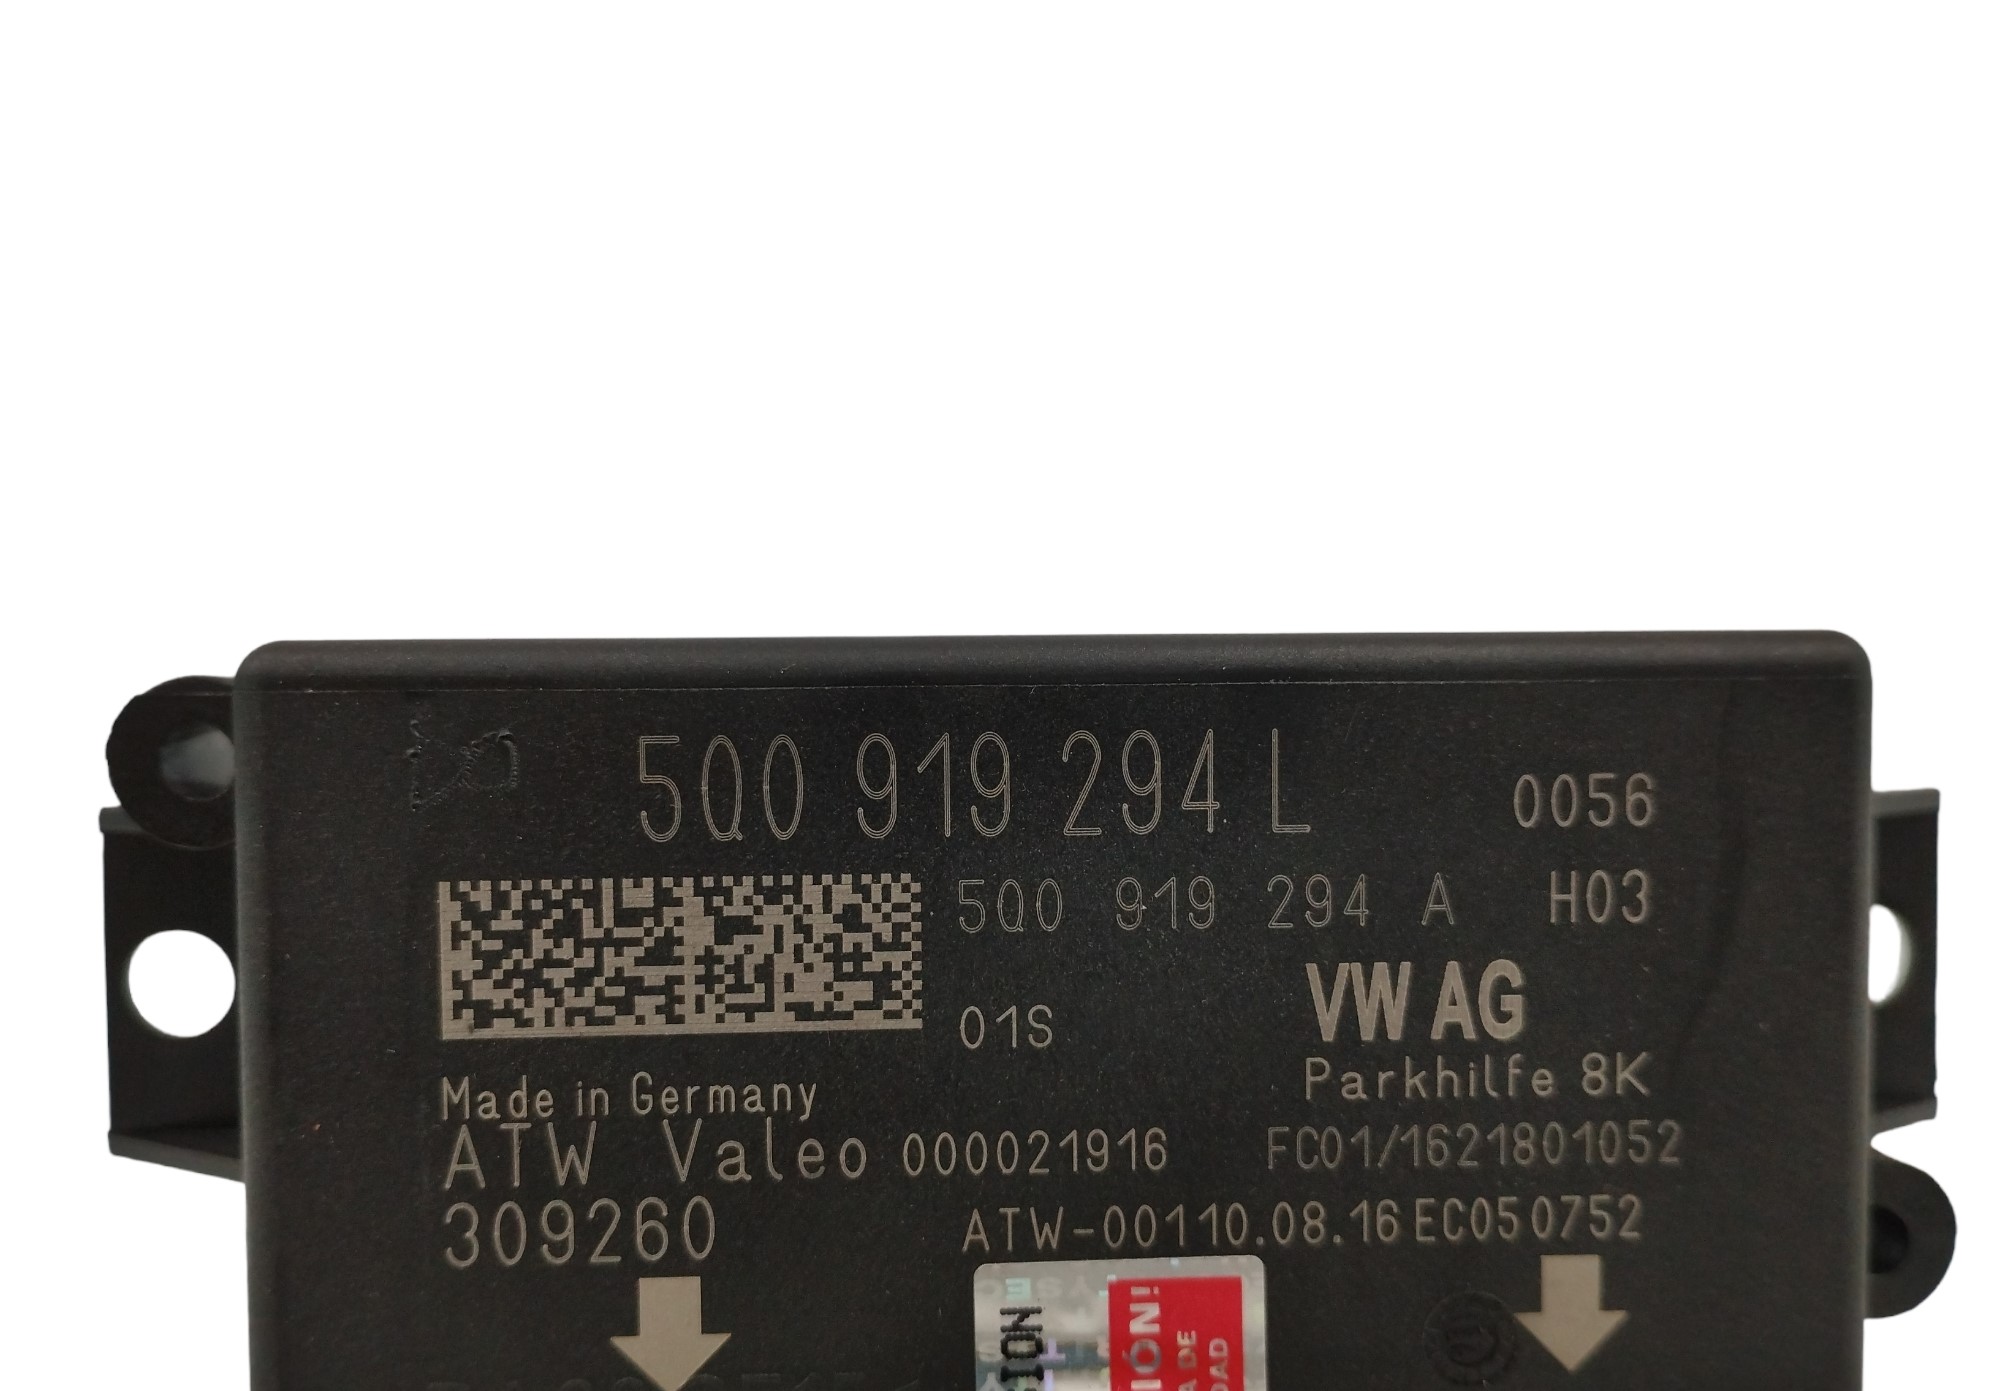 5Q0 919 294 L
0056
5Q0 919 294 A
H03
01S
VW AG
Parkhilfe 8K
Made in Germany
ATW Valeo 000021916
FC01/1621801052
309260
ATW-00110.08.16 EC050752